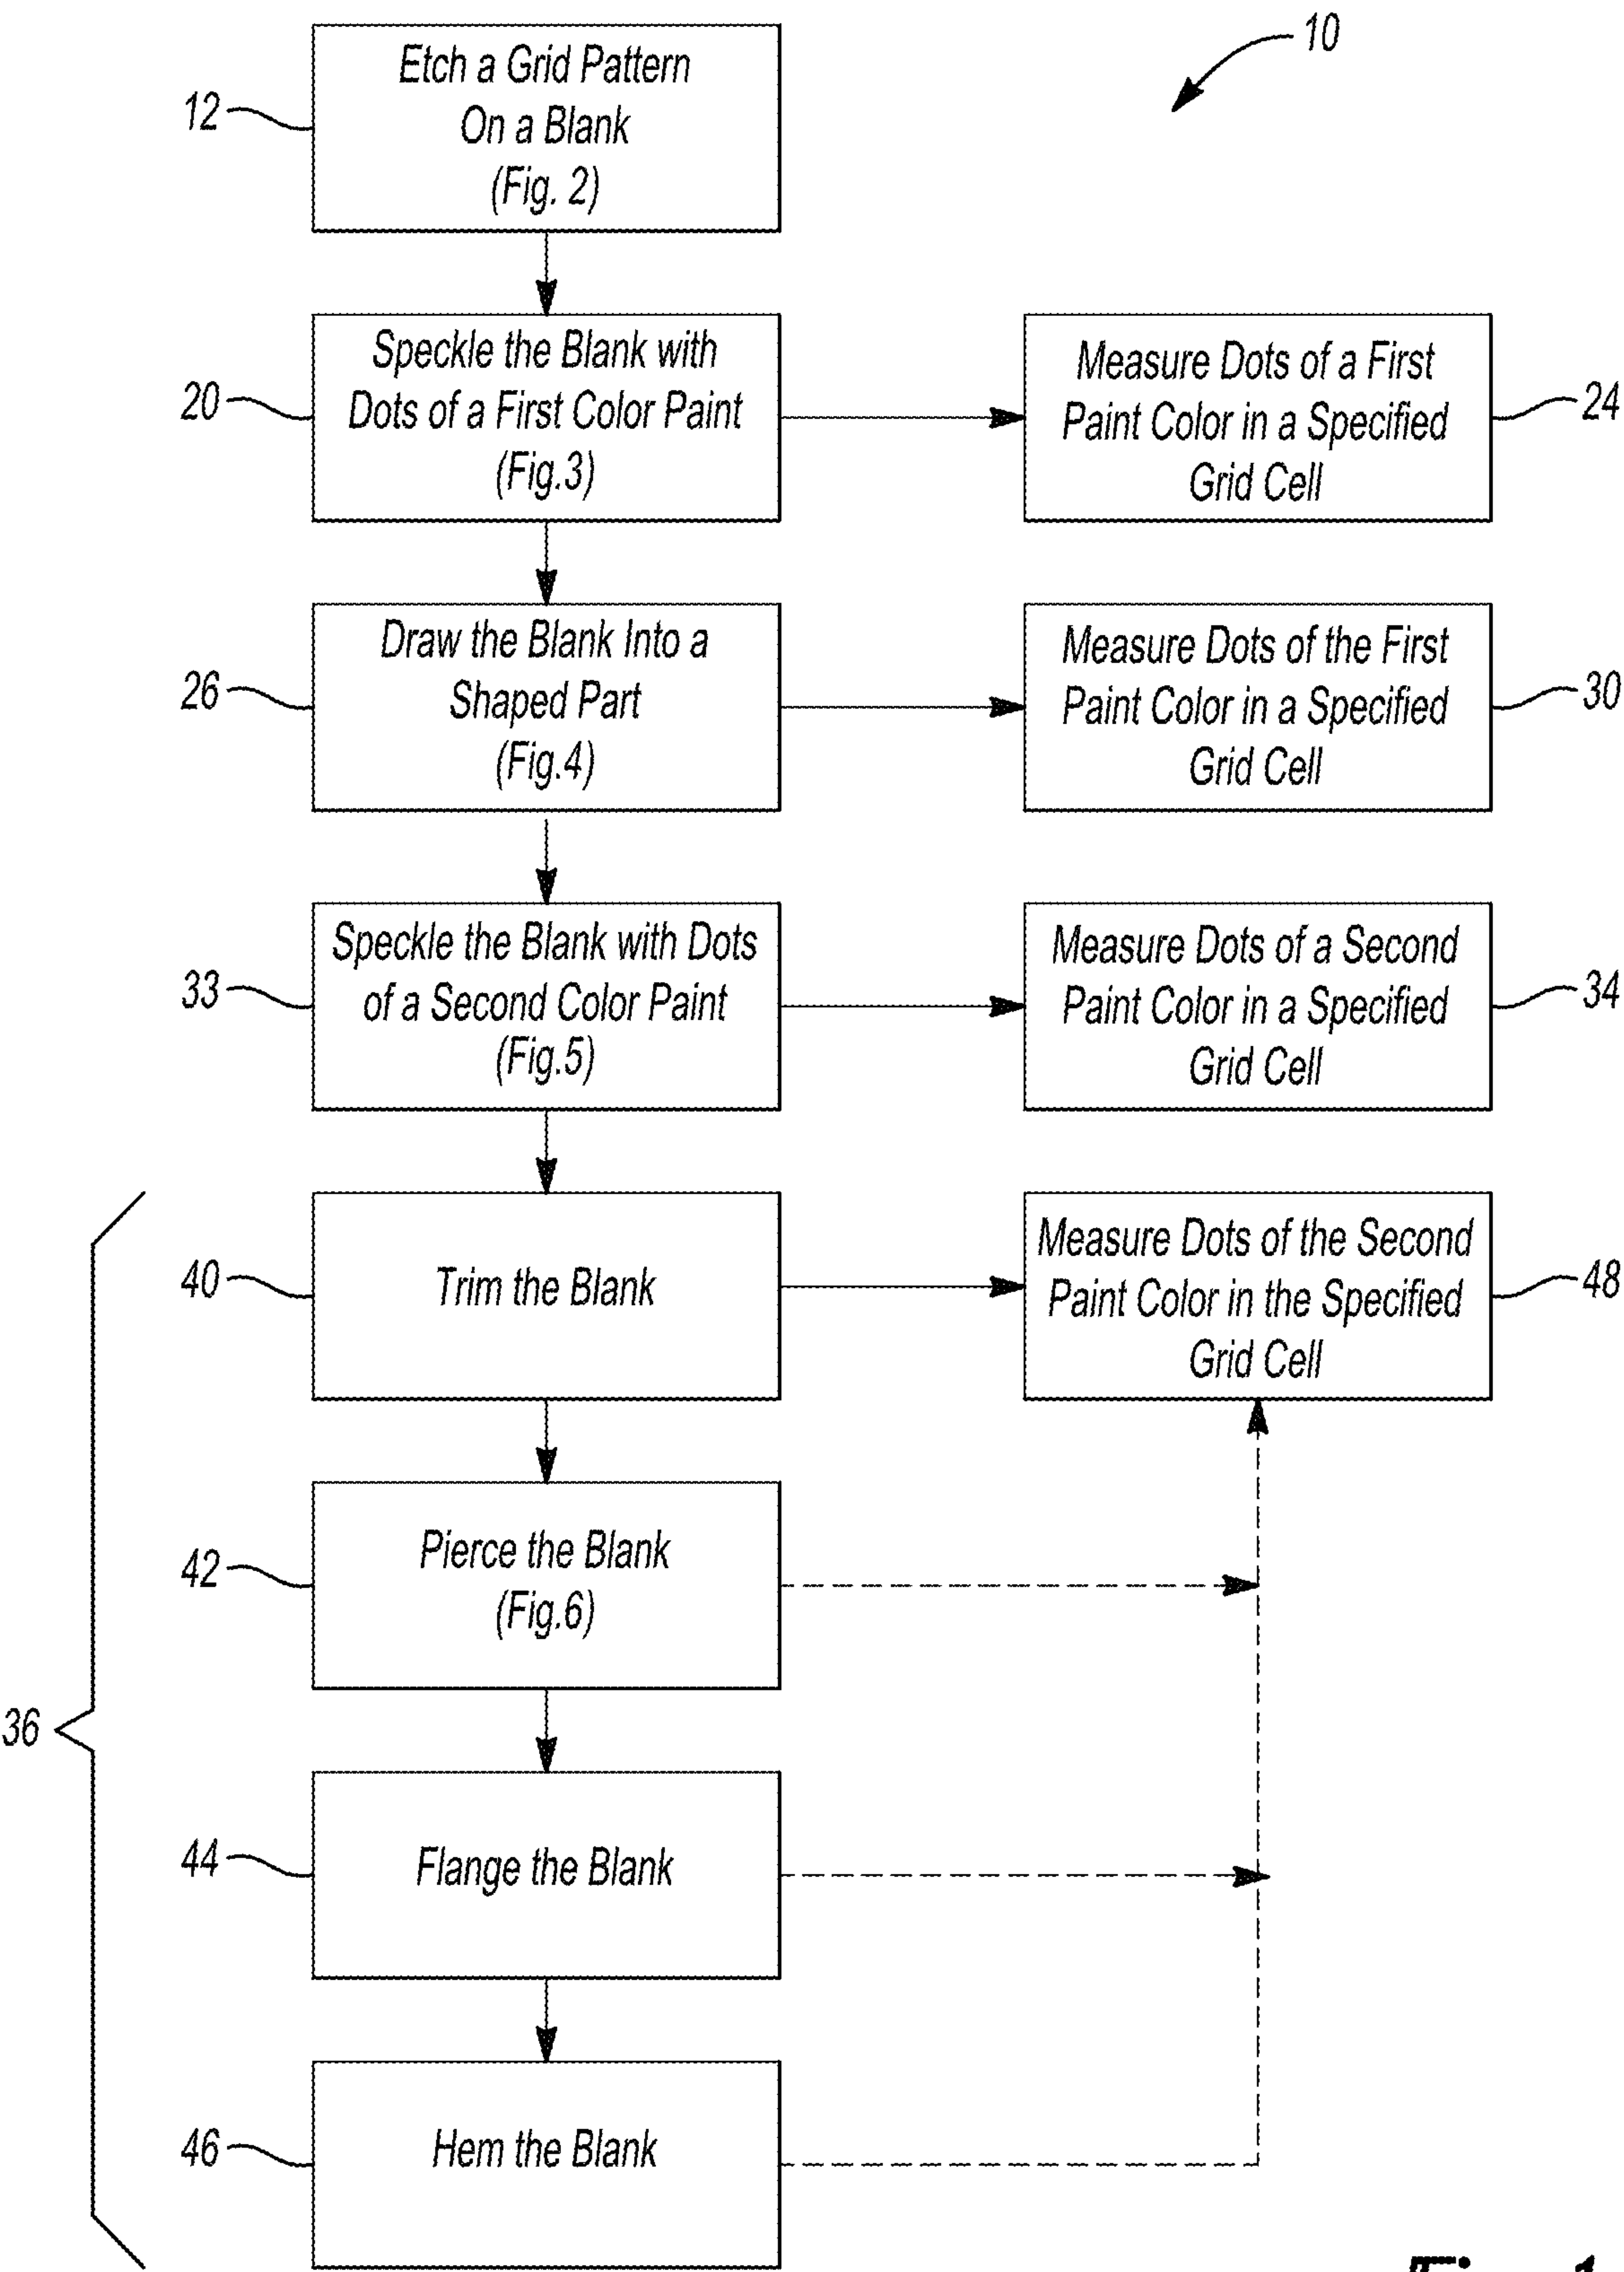 10
Etch a Grid Pattern
On a Blank
(Fig. 2)
12
Speckle the Blank with
Dots of a First Color Paint
(Fig.3)
20
Measure Dots of a First
Paint Color in a Specified
Grid Cell
24
Draw the Blank Into a
Shaped Part
(Fig.4)
26
Measure Dots of the First
Paint Color in a Specified
Grid Cell
30
Speckle the Blank with Dots
of a Second Color Paint
(Fig.5)
33
Measure Dots of a Second
Paint Color in a Specified
Grid Cell
34
Trim the Blank
40
Measure Dots of the Second
Paint Color in the Specified
Grid Cell
48
Pierce the Blank
(Fig.6)
42
36
Flange the Blank
44
Hem the Blank
46